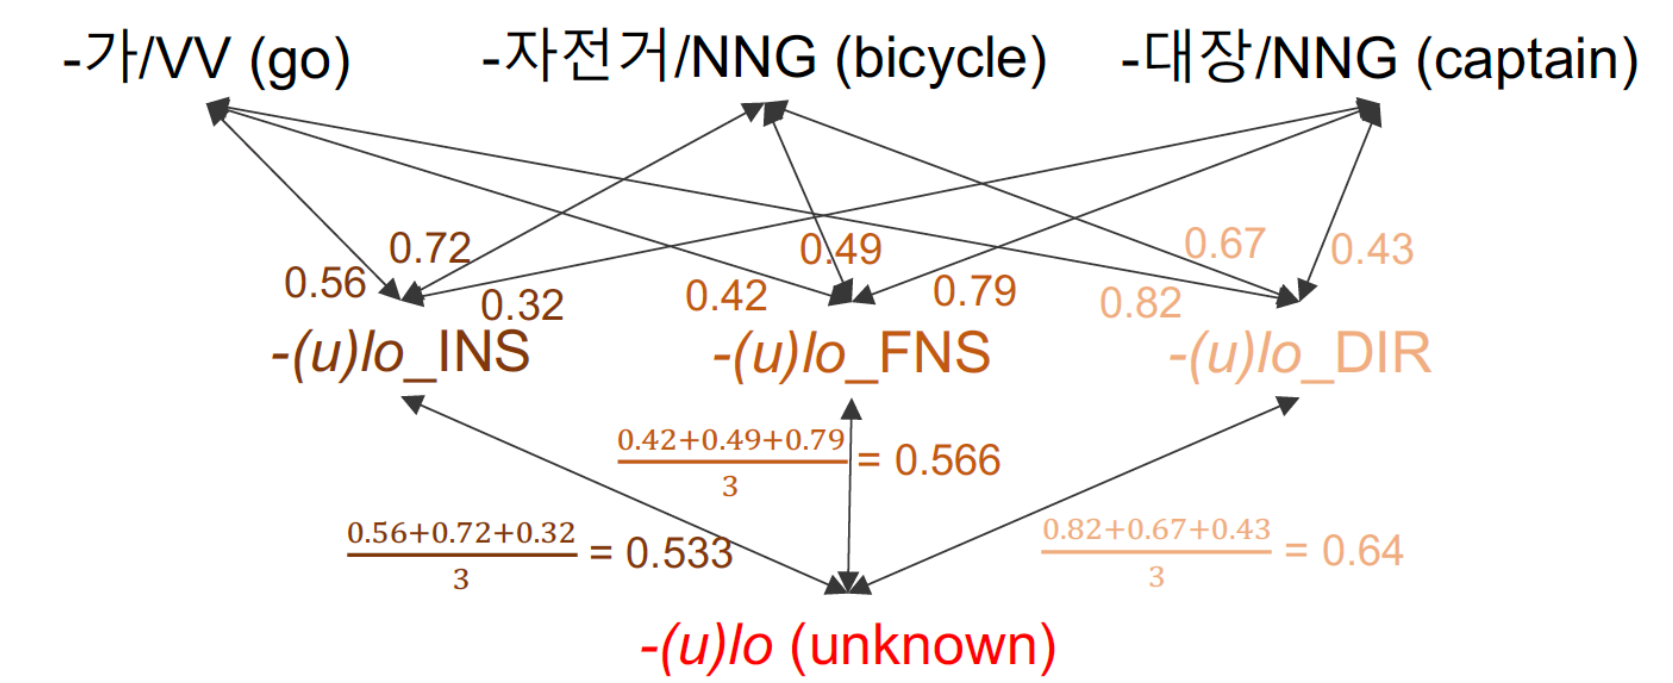 -가/VV (go) -자전거/NNG (bicycle) -대장/NNG (captain)
0.72 0.49 0.67 0.43
0.56 0.32 0.42 0.79 0.82
-(u)lo_INS -(u)lo_FNS -(u)lo_DIR
0.42+0.49+0.79
3
= 0.566
0.56+0.72+0.32
3
= 0.533
0.82+0.67+0.43
3
= 0.64
-(u)lo (unknown)